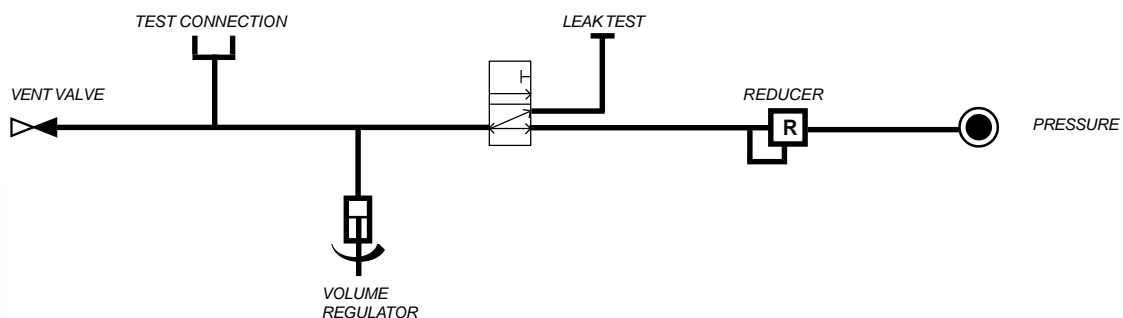 TEST CONNECTION
LEAK TEST
VENT VALVE
REDUCER
R
PRESSURE
VOLUME
REGULATOR